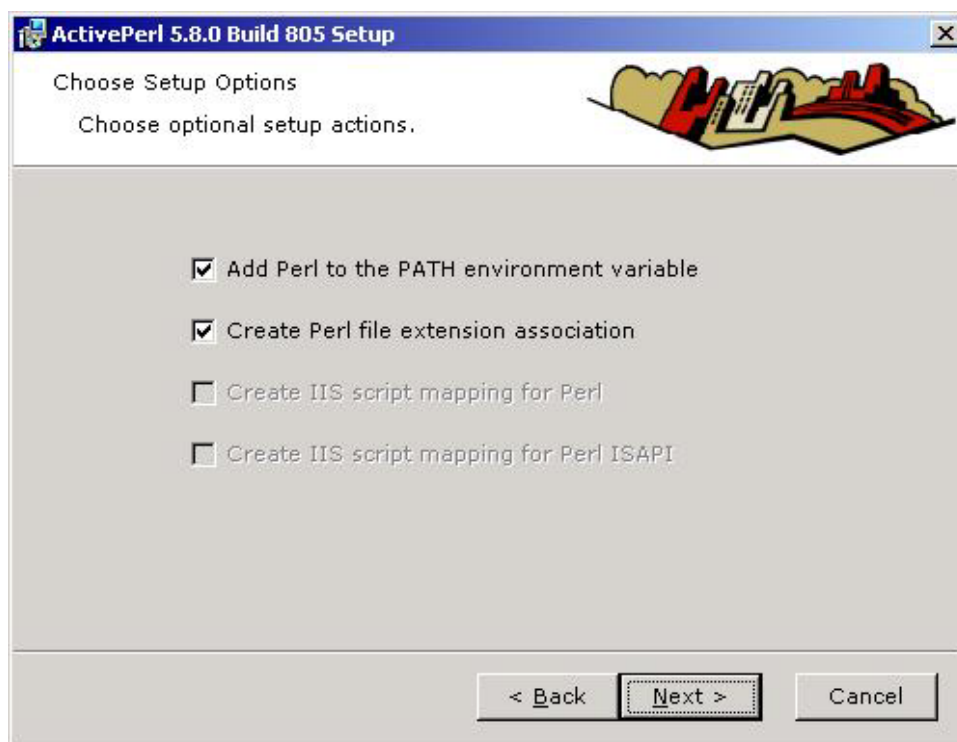 ActivePerl 5.8.0 Build 805 Setup
Choose Setup Options
Choose optional setup actions.
Add Perl to the PATH environment variable
Create Perl file extension association
Create IIS script mapping for Perl
Create IIS script mapping for Perl ISAPI
< Back Next > Cancel